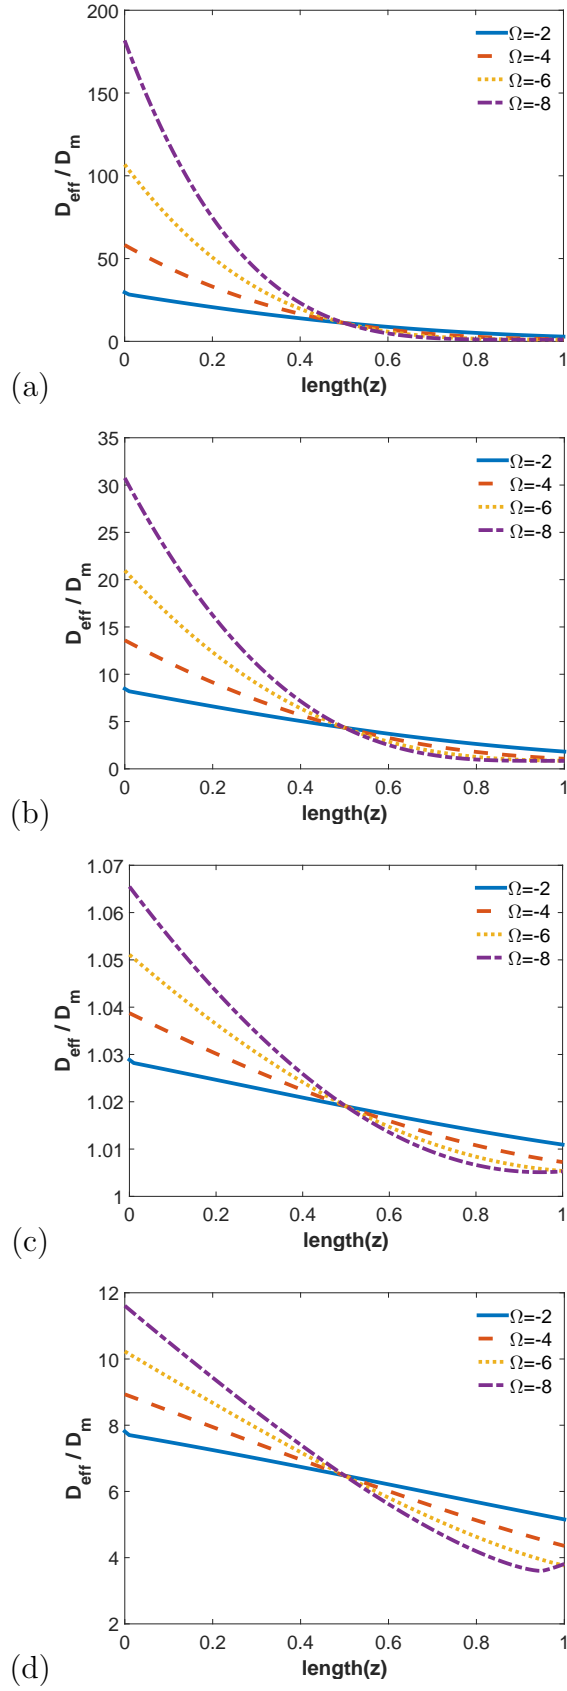 200
150
100
50
0
D_eff / D_m
0 0.2 0.4 0.6 0.8 1
length(z)
Ω=-2
Ω=-4
Ω=-6
Ω=-8
(a)
35
30
25
20
15
10
5
0
D_eff / D_m
0 0.2 0.4 0.6 0.8 1
length(z)
Ω=-2
Ω=-4
Ω=-6
Ω=-8
(b)
1.07
1.06
1.05
1.04
1.03
1.02
1.01
1
D_eff / D_m
0 0.2 0.4 0.6 0.8 1
length(z)
Ω=-2
Ω=-4
Ω=-6
Ω=-8
(c)
12
10
8
6
4
2
D_eff / D_m
0 0.2 0.4 0.6 0.8 1
length(z)
Ω=-2
Ω=-4
Ω=-6
Ω=-8
(d)